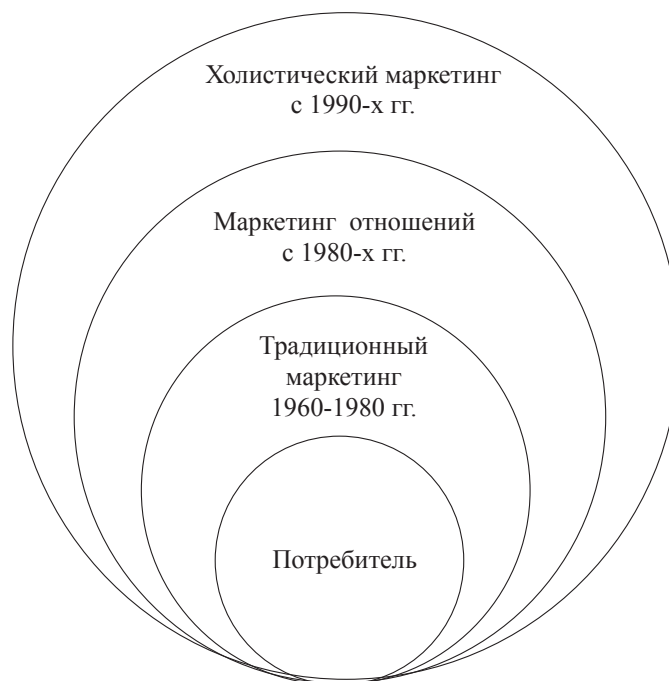 Холистический маркетинг
с 1990-х гг.
Маркетинг отношений
с 1980-х гг.
Традиционный
маркетинг
1960-1980 гг.
Потребитель